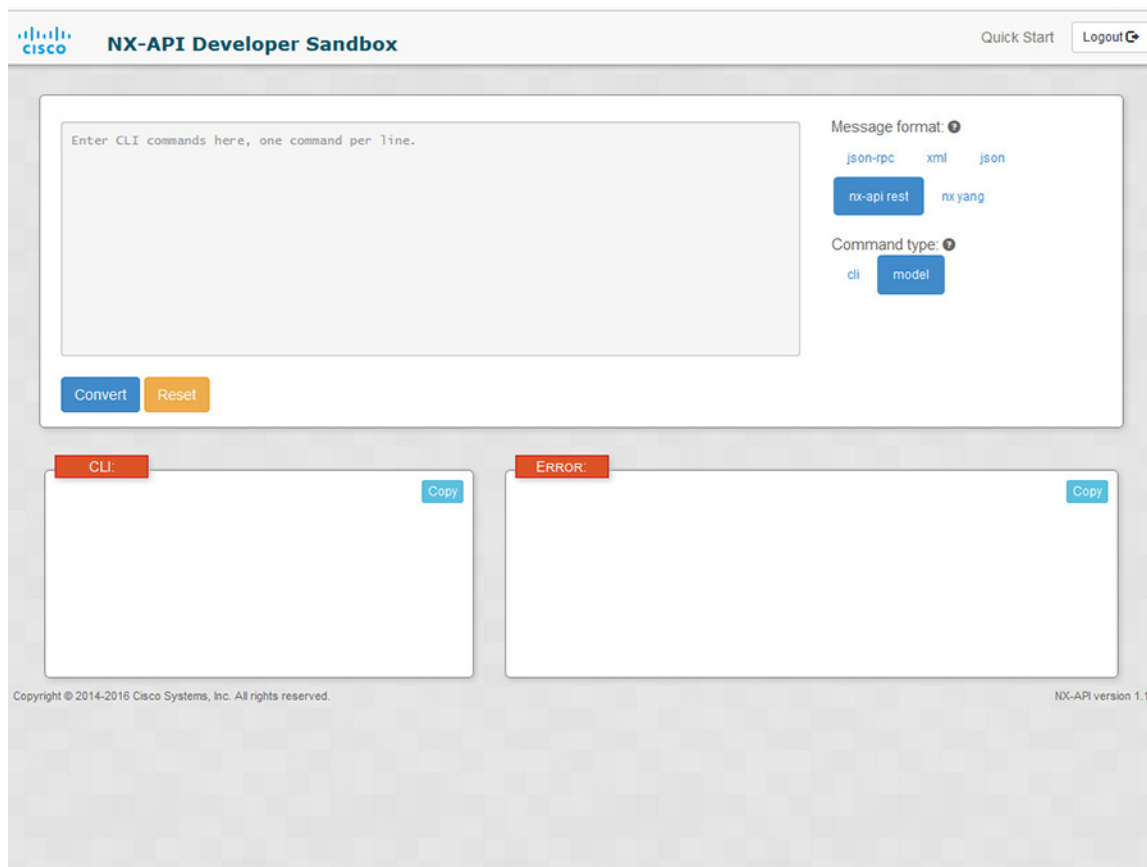 CISCO
NX-API Developer Sandbox
Quick Start
Logout
Enter CLI commands here, one command per line.
Message format:
json-rpc xml json
nx-api rest nx yang
Command type:
cli model
Convert Reset
CLI:
Copy
ERROR:
Copy
Copyright © 2014-2016 Cisco Systems, Inc. All rights reserved.
NX-API version 1.1